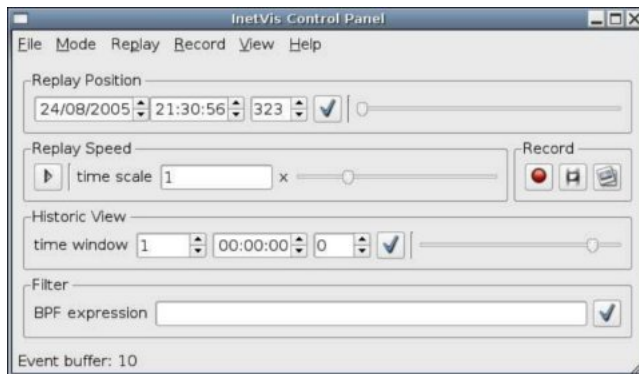 InetVis Control Panel
File Mode Replay Record View Help
Replay Position
24/08/2005 21:30:56 323
Replay Speed
Record
time scale 1 x
Historic View
time window 1 00:00:00 0
Filter
BPF expression
Event buffer: 10